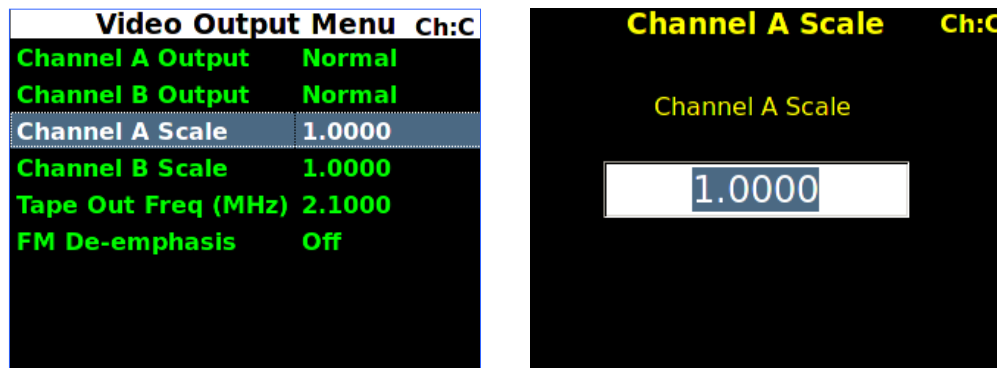 Video Output Menu Ch:C
Channel A Output Normal
Channel B Output Normal
Channel A Scale 1.0000
Channel B Scale 1.0000
Tape Out Freq (MHz) 2.1000
FM De-emphasis Off
Channel A Scale Ch:C
Channel A Scale
1.0000